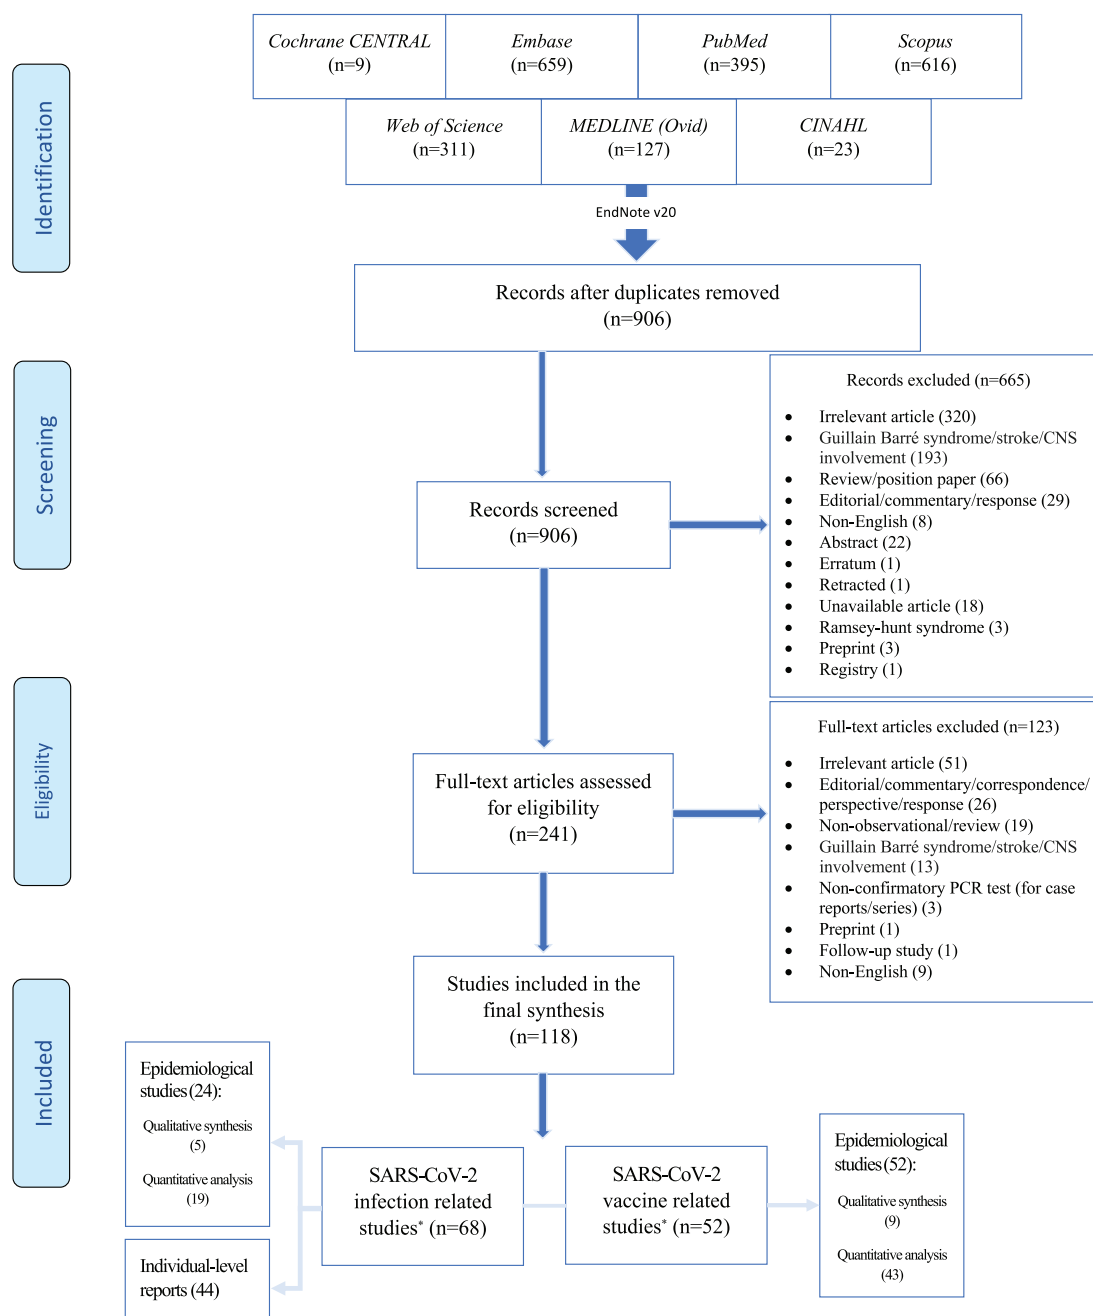 Cochrane CENTRAL
(n=9)
Embase
(n=659)
PubMed
(n=395)
Scopus
(n=616)
Web of Science
(n=311)
MEDLINE (Ovid)
(n=127)
CINAHL
(n=23)
Identification
EndNote v20
Records after duplicates removed
(n=906)
Screening
Records screened
(n=906)
Records excluded (n=665)
• Irrelevant article (320)
• Guillain Barré syndrome/stroke/CNS
involvement (193)
• Review/position paper (66)
• Editorial/commentary/response (29)
• Non-English (8)
• Abstract (22)
• Erratum (1)
• Retracted (1)
• Unavailable article (18)
• Ramsey-hunt syndrome (3)
• Preprint (3)
• Registry (1)
Eligibility
Full-text articles assessed
for eligibility
(n=241)
Full-text articles excluded (n=123)
• Irrelevant article (51)
• Editorial/commentary/correspondence/
perspective/response (26)
• Non-observational/review (19)
• Guillain Barré syndrome/stroke/CNS
involvement (13)
• Non-confirmatory PCR test (for case
reports/series) (3)
• Preprint (1)
• Follow-up study (1)
• Non-English (9)
Included
Studies included in the
final synthesis
(n=118)
Epidemiological
studies (24):
Qualitative synthesis
(5)
Quantitative analysis
(19)
Individual-level
reports (44)
SARS-CoV-2
infection related
studies* (n=68)
SARS-CoV-2
vaccine related
studies* (n=52)
Epidemiological
studies (52):
Qualitative synthesis
(9)
Quantitative analysis
(43)